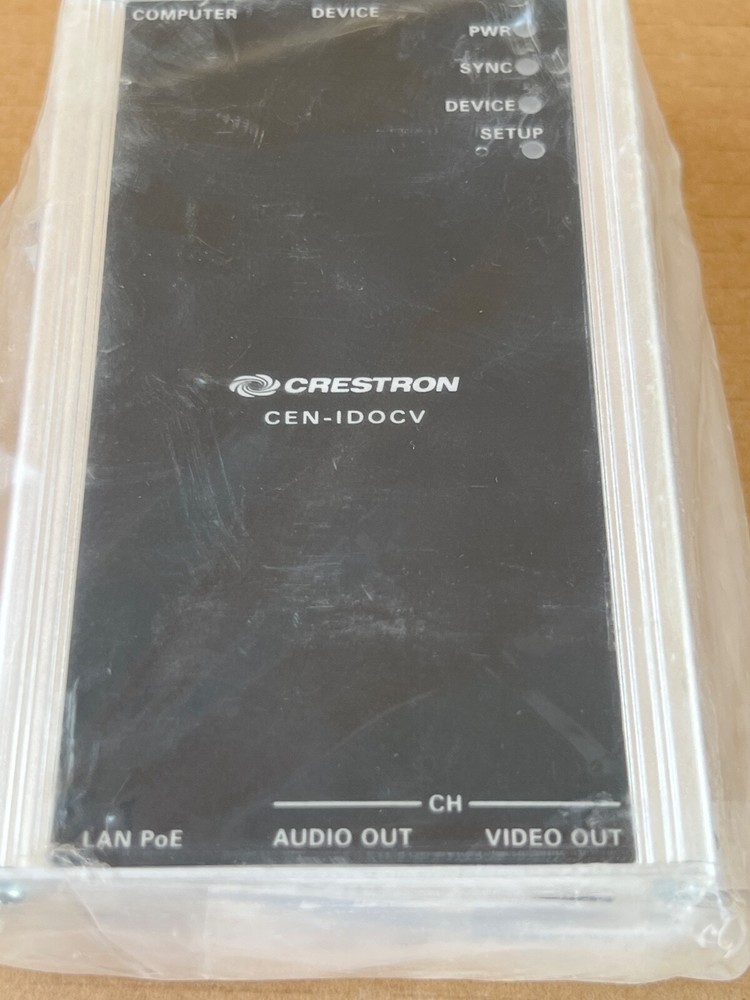 COMPUTER DEVICE
PWR
SYNC
DEVICE
SETUP
CRESTRON
CEN-IDOCV
CH
LAN PoE AUDIO OUT VIDEO OUT